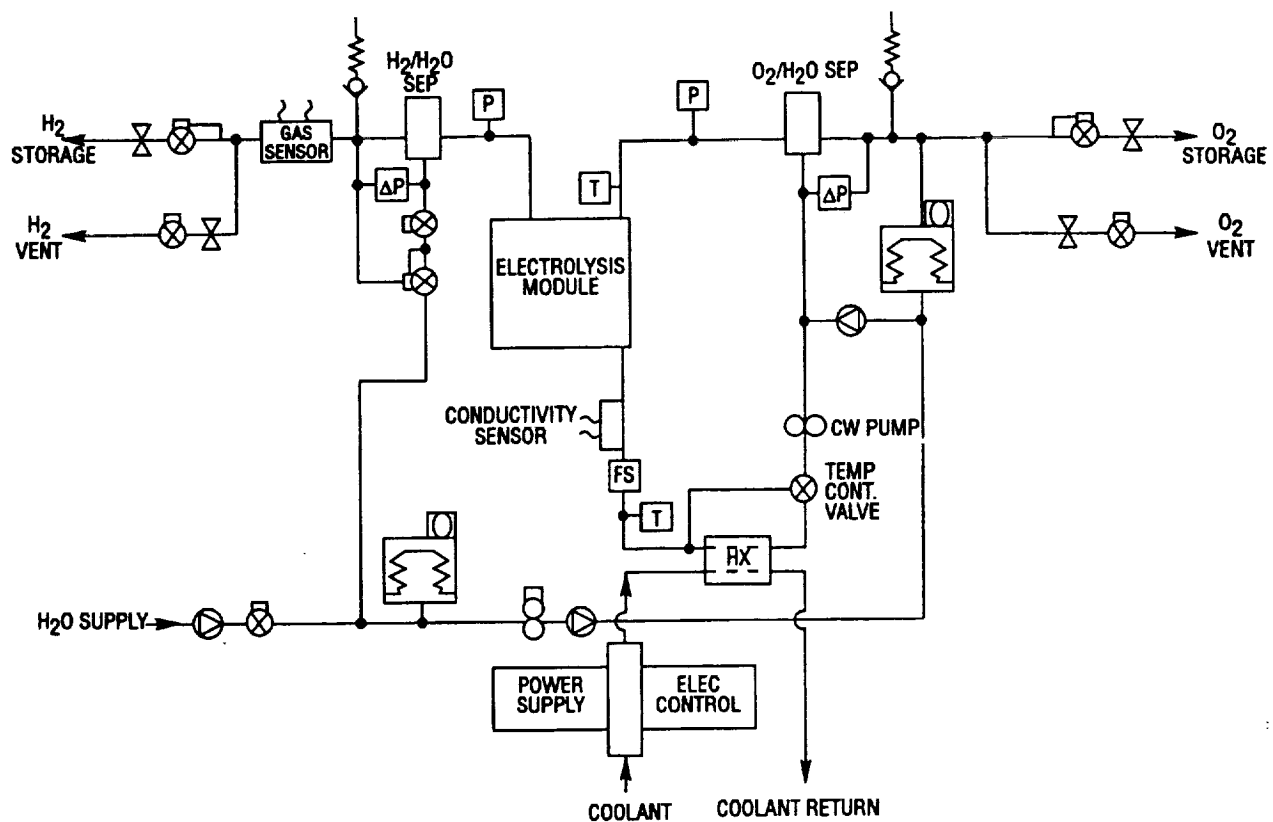 H2/H2O
SEP
O2/H2O SEP
P
P
H2
STORAGE
GAS
SENSOR
O2
STORAGE
T
ΔP
ΔP
H2
VENT
O2
VENT
ELECTROLYSIS
MODULE
CONDUCTIVITY
SENSOR
CW PUMP
FS
TEMP
CONT.
VALVE
T
HX
H2O SUPPLY
POWER
SUPPLY
ELEC
CONTROL
COOLANT
COOLANT RETURN